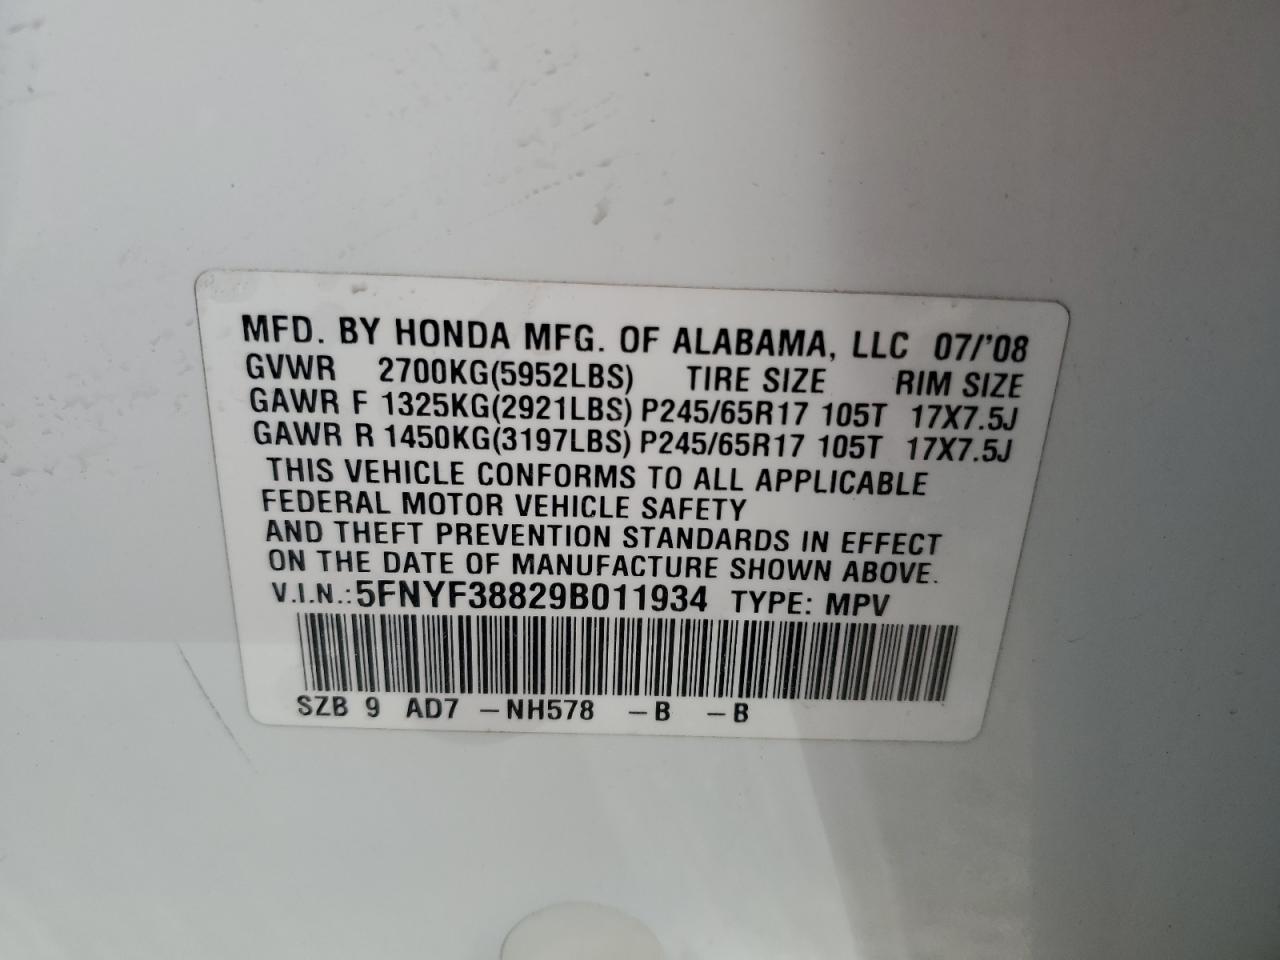 MFD. BY HONDA MFG. OF ALABAMA, LLC 07/'08
GVWR 2700KG(5952LBS) TIRE SIZE RIM SIZE
GAWR F 1325KG(2921LBS) P245/65R17 105T 17X7.5J
GAWR R 1450KG(3197LBS) P245/65R17 105T 17X7.5J
THIS VEHICLE CONFORMS TO ALL APPLICABLE
FEDERAL MOTOR VEHICLE SAFETY
AND THEFT PREVENTION STANDARDS IN EFFECT
ON THE DATE OF MANUFACTURE SHOWN ABOVE.
V.I.N.: 5FNYF38829B011934 TYPE: MPV
SZB 9 AD7 -NH578 -B -B